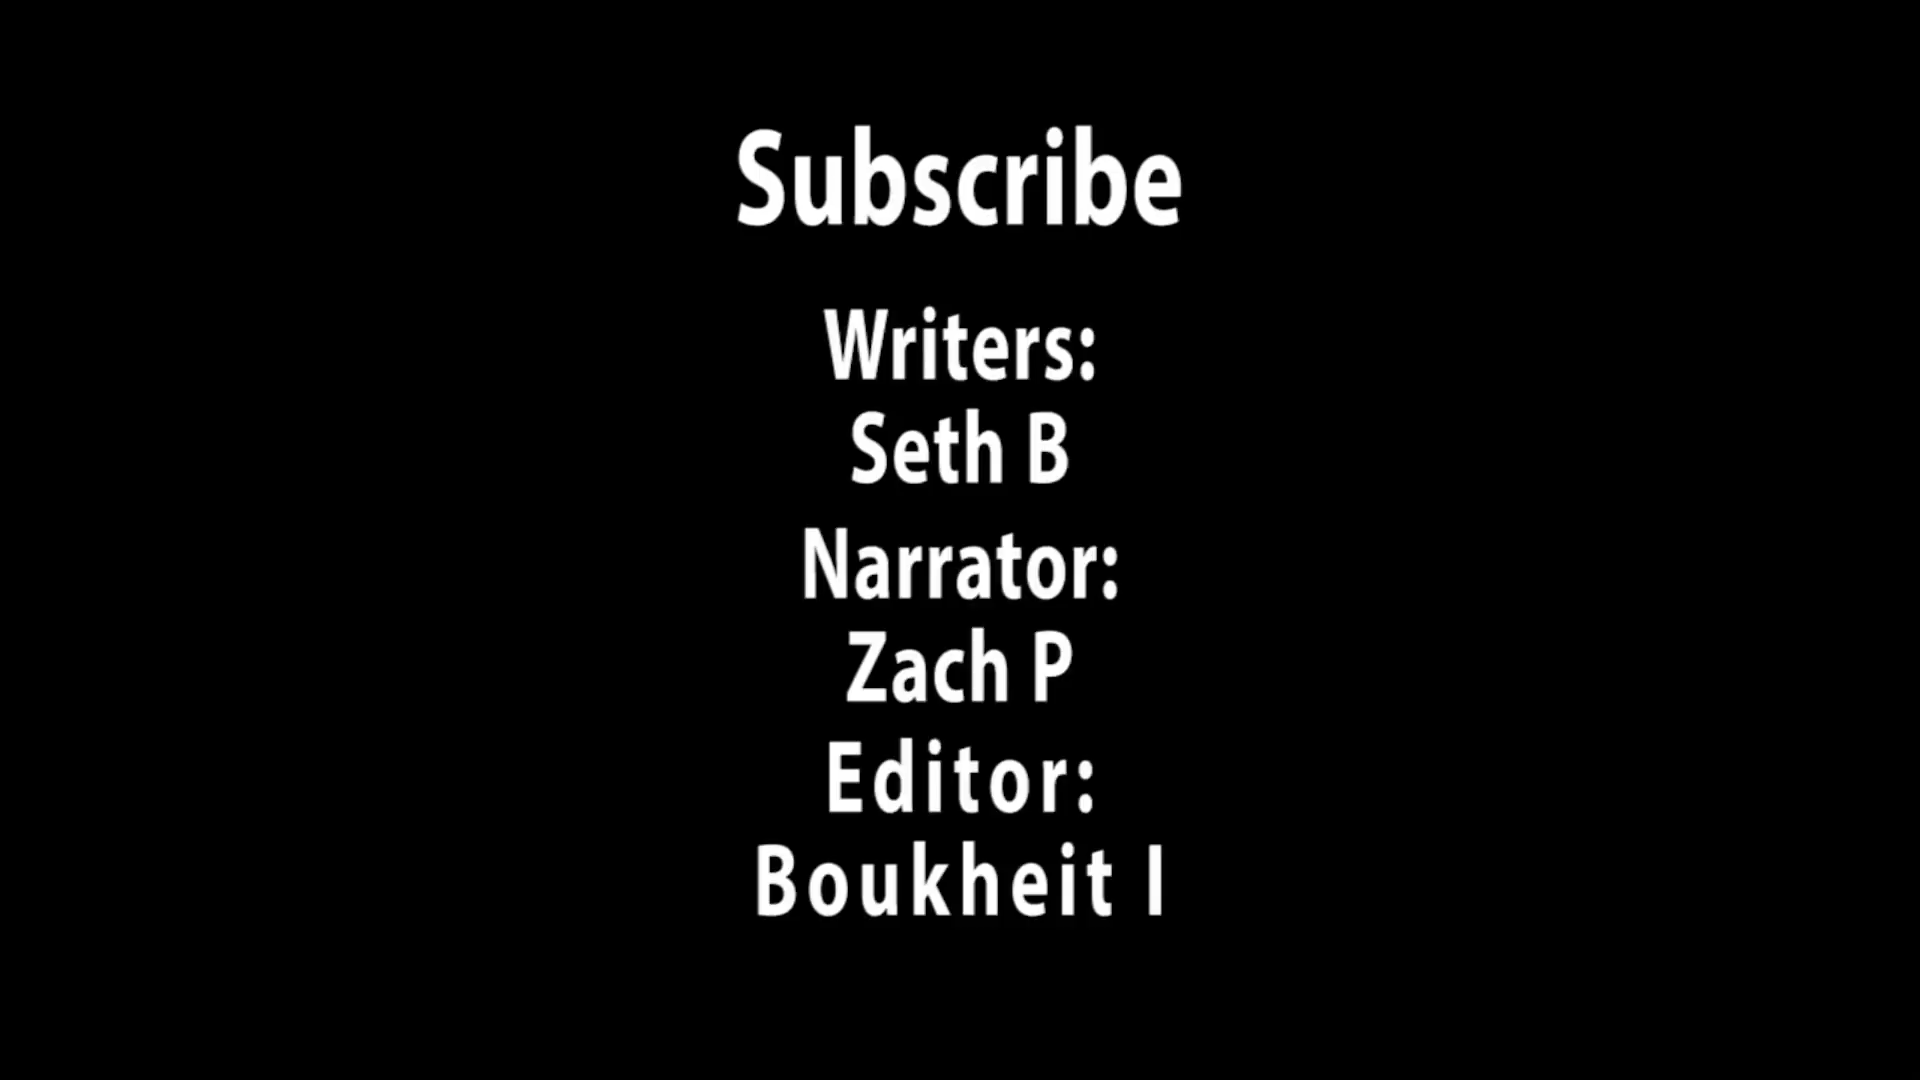 Subscribe
Writers:
Seth B
Narrator:
Zach P
Editor:
Boukheit I